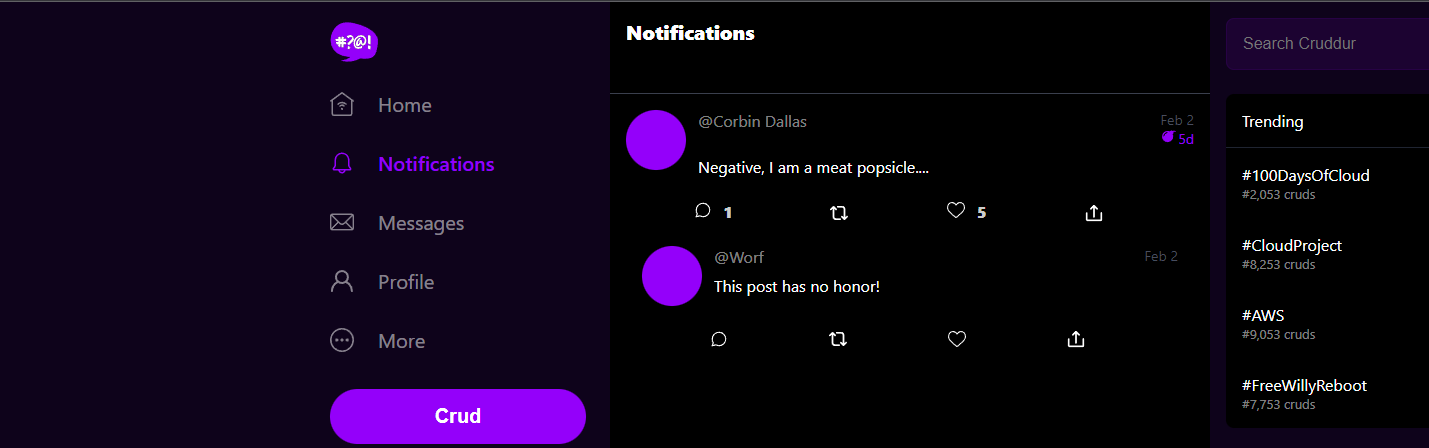 #?@!
Home
Notifications
Messages
Profile
More
Crud
Notifications
@Corbin Dallas
Feb 2
5d
Negative, I am a meat popsicle....
1
5
@Worf
Feb 2
This post has no honor!
Search Cruddur
Trending
#100DaysOfCloud
#2,053 cruds
#CloudProject
#8,253 cruds
#AWS
#9,053 cruds
#FreeWillyReboot
#7,753 cruds